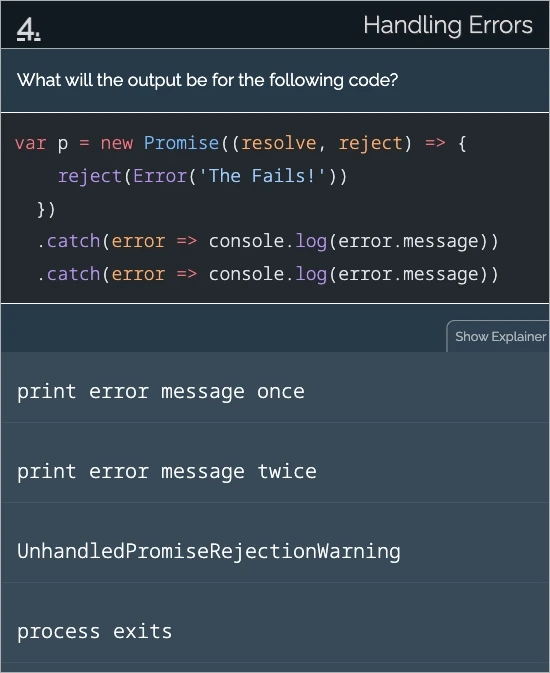 4.
Handling Errors
What will the output be for the following code?
var p = new Promise((resolve, reject) => {
    reject(Error('The Fails!'))
  })
  .catch(error => console.log(error.message))
  .catch(error => console.log(error.message))
Show Explainer
print error message once
print error message twice
UnhandledPromiseRejectionWarning
process exits